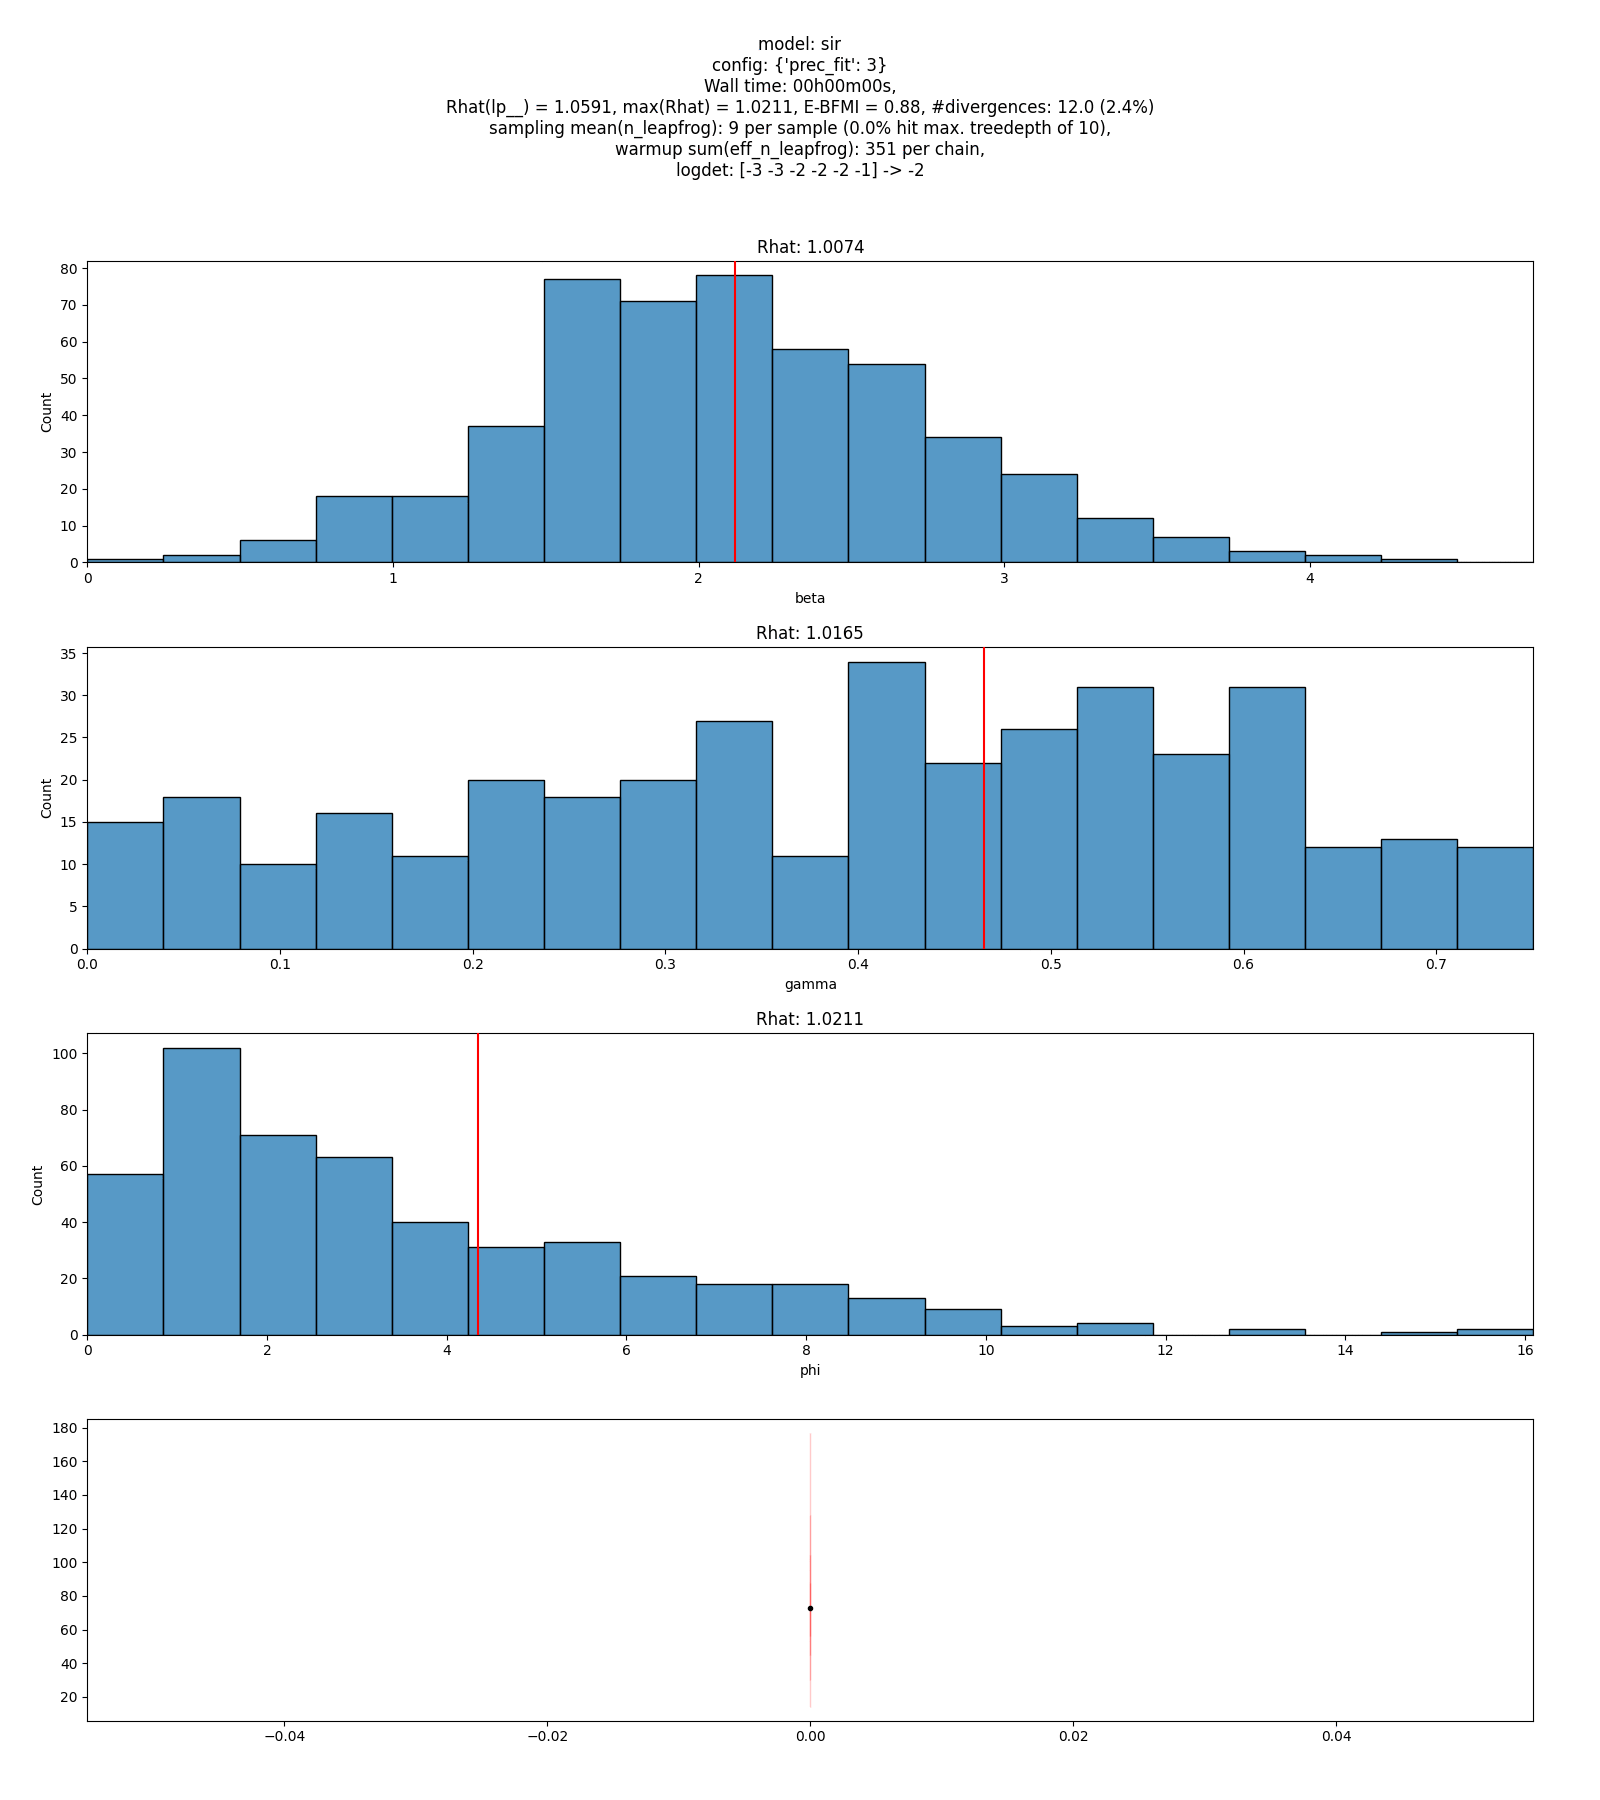 model: sir
config: {'prec_fit': 3}
Wall time: 00h00m00s,
Rhat(lp__) = 1.0591, max(Rhat) = 1.0211, E-BFMI = 0.88, #divergences: 12.0 (2.4%)
sampling mean(n_leapfrog): 9 per sample (0.0% hit max. treedepth of 10),
warmup sum(eff_n_leapfrog): 351 per chain,
logdet: [-3 -3 -2 -2 -2 -1] -> -2
Rhat: 1.0074
80
70
60
50
40
30
20
10
0
Count
0 1 2 3 4
beta
Rhat: 1.0165
35
30
25
20
15
10
5
0
Count
0.0 0.1 0.2 0.3 0.4 0.5 0.6 0.7
gamma
Rhat: 1.0211
100
80
60
40
20
0
Count
0 2 4 6 8 10 12 14 16
phi
180
160
140
120
100
80
60
40
20
−0.04 −0.02 0.00 0.02 0.04